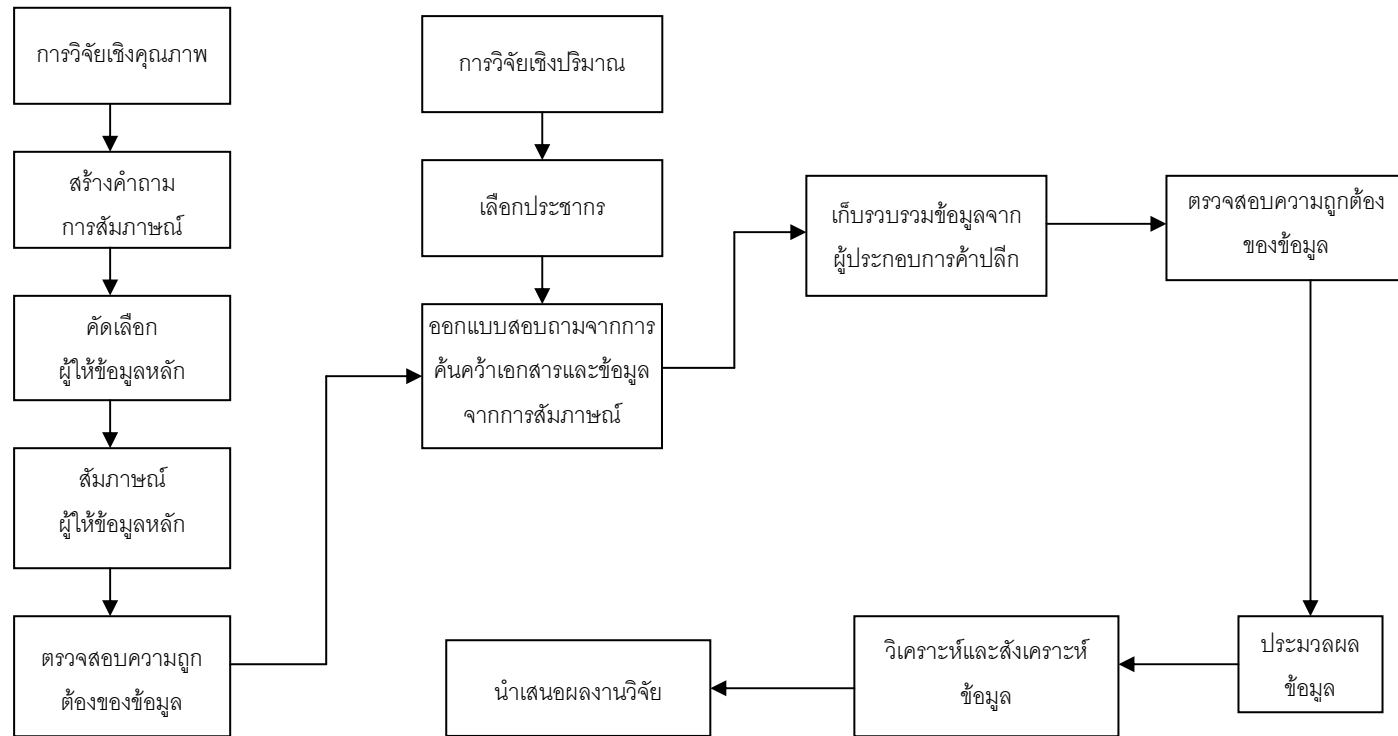 การวิจัยเชิงคุณภาพ
สร้างคำถาม
การสัมภาษณ์
คัดเลือก
ผู้ให้ข้อมูลหลัก
สัมภาษณ์
ผู้ให้ข้อมูลหลัก
ตรวจสอบความถูก
ต้องของข้อมูล
การวิจัยเชิงปริมาณ
เลือกประชากร
ออกแบบสอบถามจากการ
ค้นคว้าเอกสารและข้อมูล
จากการสัมภาษณ์
เก็บรวบรวมข้อมูลจาก
ผู้ประกอบการค้าปลีก
ตรวจสอบความถูกต้อง
ของข้อมูล
ประมวลผล
ข้อมูล
วิเคราะห์และสังเคราะห์
ข้อมูล
นำเสนอผลงานวิจัย